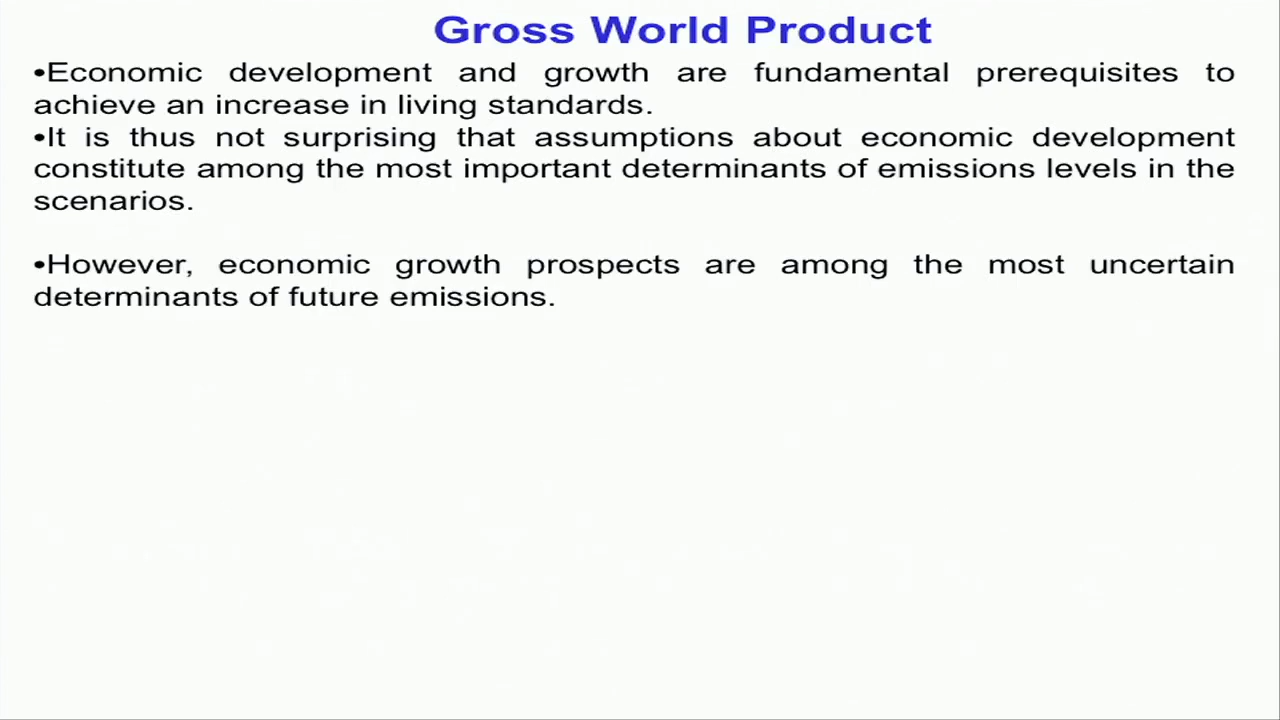 Gross World Product
•Economic development and growth are fundamental prerequisites to
achieve an increase in living standards.
•It is thus not surprising that assumptions about economic development
constitute among the most important determinants of emissions levels in the
scenarios.
•However, economic growth prospects are among the most uncertain
determinants of future emissions.